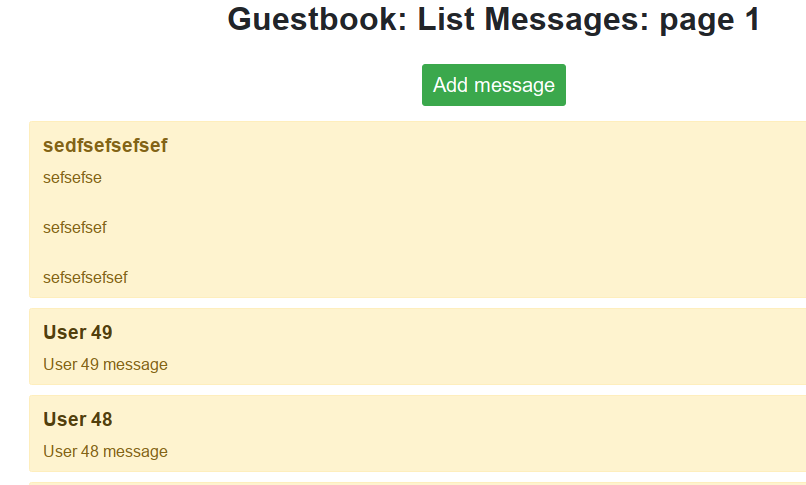 Guestbook: List Messages: page 1
Add message
sedfsefsefsef
sefsefse
sefsefsef
sefsefsefsef
User 49
User 49 message
User 48
User 48 message